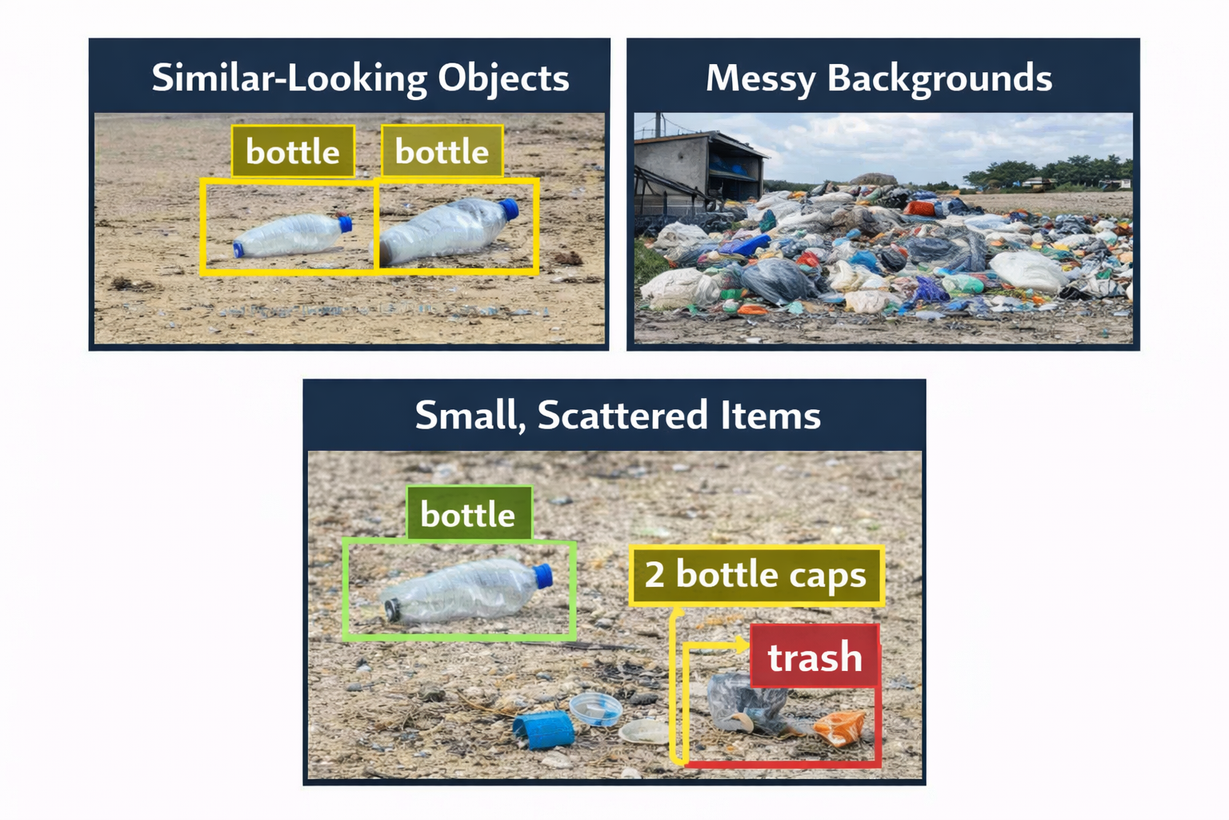 Similar-Looking Objects
bottle
bottle
Messy Backgrounds
Small, Scattered Items
bottle
2 bottle caps
trash